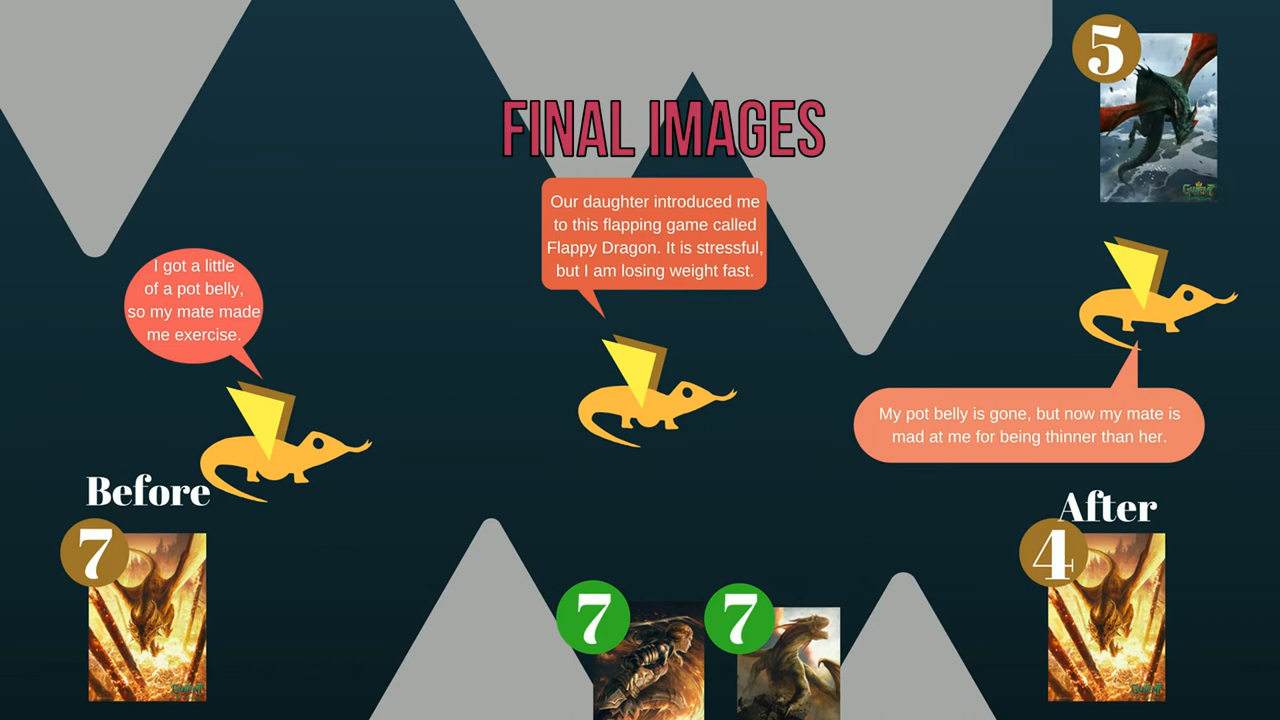 FINAL IMAGES
5
GWENT
Our daughter introduced me
to this flapping game called
Flappy Dragon. It is stressful,
but I am losing weight fast.
I got a little
of a pot belly,
so my mate made
me exercise.
My pot belly is gone, but now my mate is
mad at me for being thinner than her.
Before
7
GWENT
7
7
After
4
GWENT